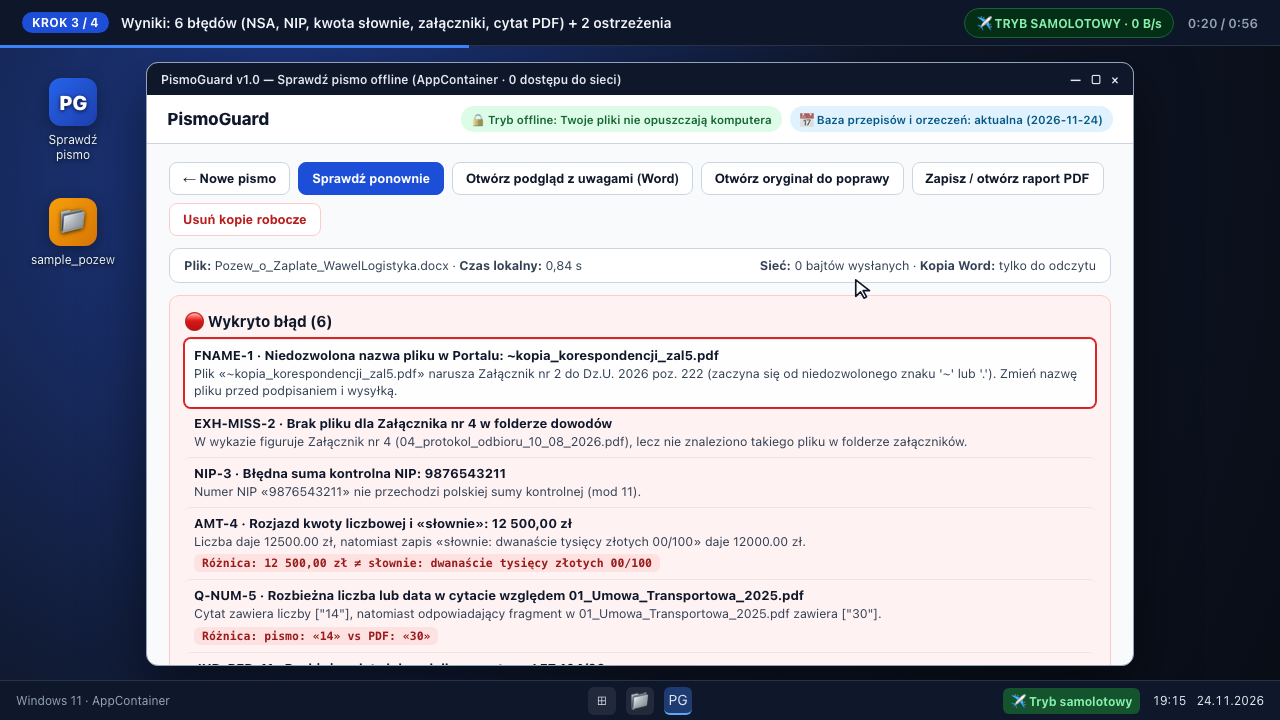 KROK 3 / 4
Wyniki: 6 błędów (NSA, NIP, kwota słownie, załączniki, cytat PDF) + 2 ostrzeżenia
✈️ TRYB SAMOLOTOWY · 0 B/s
0:20 / 0:56
PG
Sprawdź
pismo
sample_pozew
PismoGuard v1.0 — Sprawdź pismo offline (AppContainer · 0 dostępu do sieci)
PismoGuard
🔒 Tryb offline: Twoje pliki nie opuszczają komputera
📅 Baza przepisów i orzeczeń: aktualna (2026-11-24)
← Nowe pismo
Sprawdź ponownie
Otwórz podgląd z uwagami (Word)
Otwórz oryginał do poprawy
Zapisz / otwórz raport PDF
Usuń kopie robocze
Plik: Pozew_o_Zaplate_WawelLogistyka.docx · Czas lokalny: 0,84 s
Sieć: 0 bajtów wysłanych · Kopia Word: tylko do odczytu
🔴 Wykryto błąd (6)
FNAME-1 · Niedozwolona nazwa pliku w Portalu: ~kopia_korespondencji_zal5.pdf
Plik «~kopia_korespondencji_zal5.pdf» narusza Załącznik nr 2 do Dz.U. 2026 poz. 222 (zaczyna się od niedozwolonego znaku '~' lub '.'). Zmień nazwę
pliku przed podpisaniem i wysyłką.
EXH-MISS-2 · Brak pliku dla Załącznika nr 4 w folderze dowodów
W wykazie figuruje Załącznik nr 4 (04_protokol_odbioru_10_08_2026.pdf), lecz nie znaleziono takiego pliku w folderze załączników.
NIP-3 · Błędna suma kontrolna NIP: 9876543211
Numer NIP «9876543211» nie przechodzi polskiej sumy kontrolnej (mod 11).
AMT-4 · Rozjazd kwoty liczbowej i «słownie»: 12 500,00 zł
Liczba daje 12500.00 zł, natomiast zapis «słownie: dwanaście tysięcy złotych 00/100» daje 12000.00 zł.
Różnica: 12 500,00 zł ≠ słownie: dwanaście tysięcy złotych 00/100
Q-NUM-5 · Rozbieżna liczba lub data w cytacie względem 01_Umowa_Transportowa_2025.pdf
Cytat zawiera liczby ["14"], natomiast odpowiadający fragment w 01_Umowa_Transportowa_2025.pdf zawiera ["30"].
Różnica: pismo: «14» vs PDF: «30»
Windows 11 · AppContainer
PG
✈️ Tryb samolotowy
19:15
24.11.2026